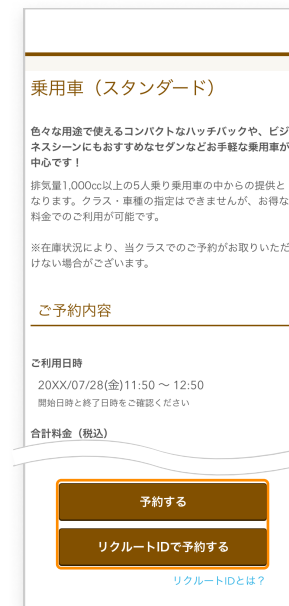 乗用車（スタンダード）
色々な用途で使えるコンパクトなハッチバックや、ビジ
ネスシーンにもおすすめなセダンなどお手軽な乗用車が
中心です！
排気量1,000cc以上の5人乗り乗用車の中からの提供と
なります。クラス・車種の指定はできませんが、お得な
料金でのご利用が可能です。
※在庫状況により、当クラスでのご予約がお取りいただ
けない場合がございます。
ご予約内容
ご利用日時
20XX/07/28(金)11:50 〜 12:50
開始日時と終了日時をご確認ください
合計料金（税込）
予約する
リクルートIDで予約する
リクルートIDとは？